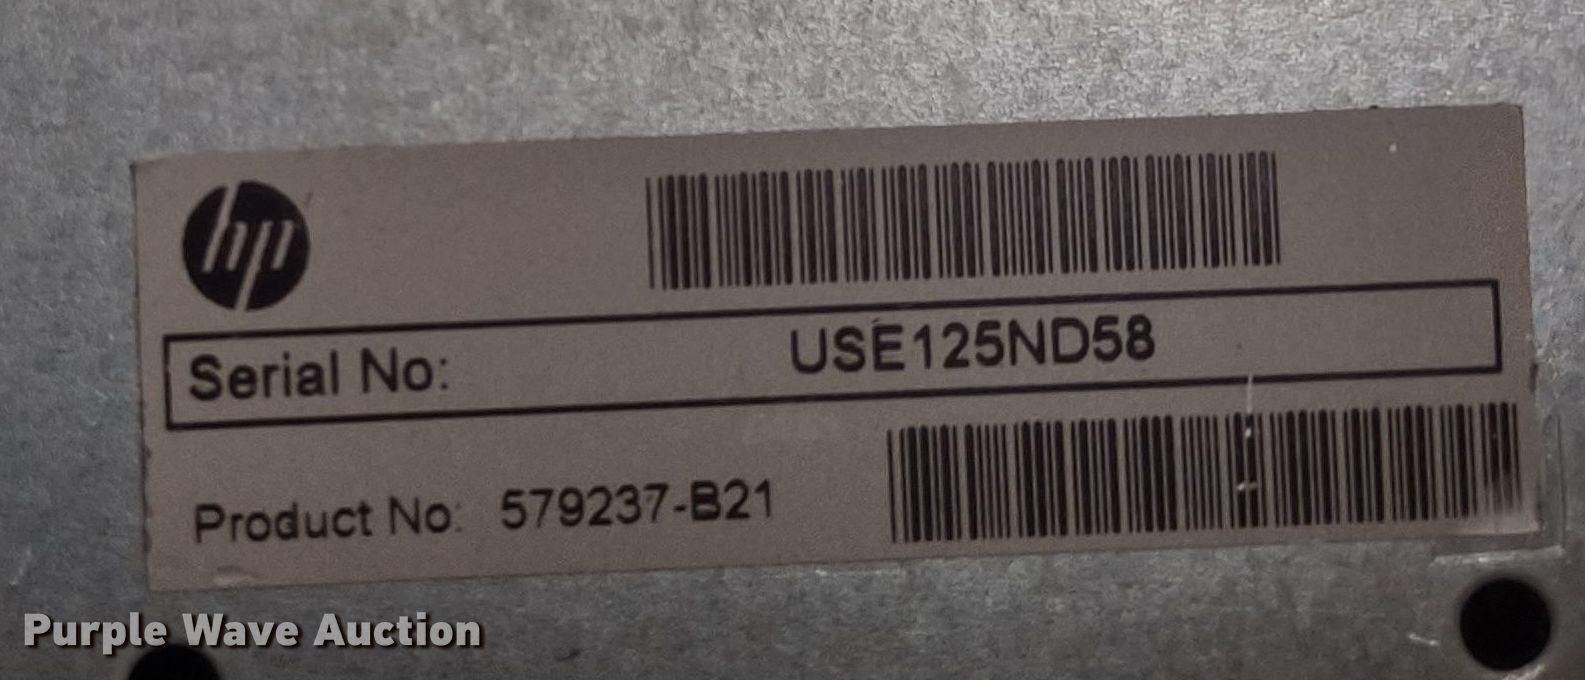 hp
Serial No: USE125ND58
Product No: 579237-B21
Purple Wave Auction